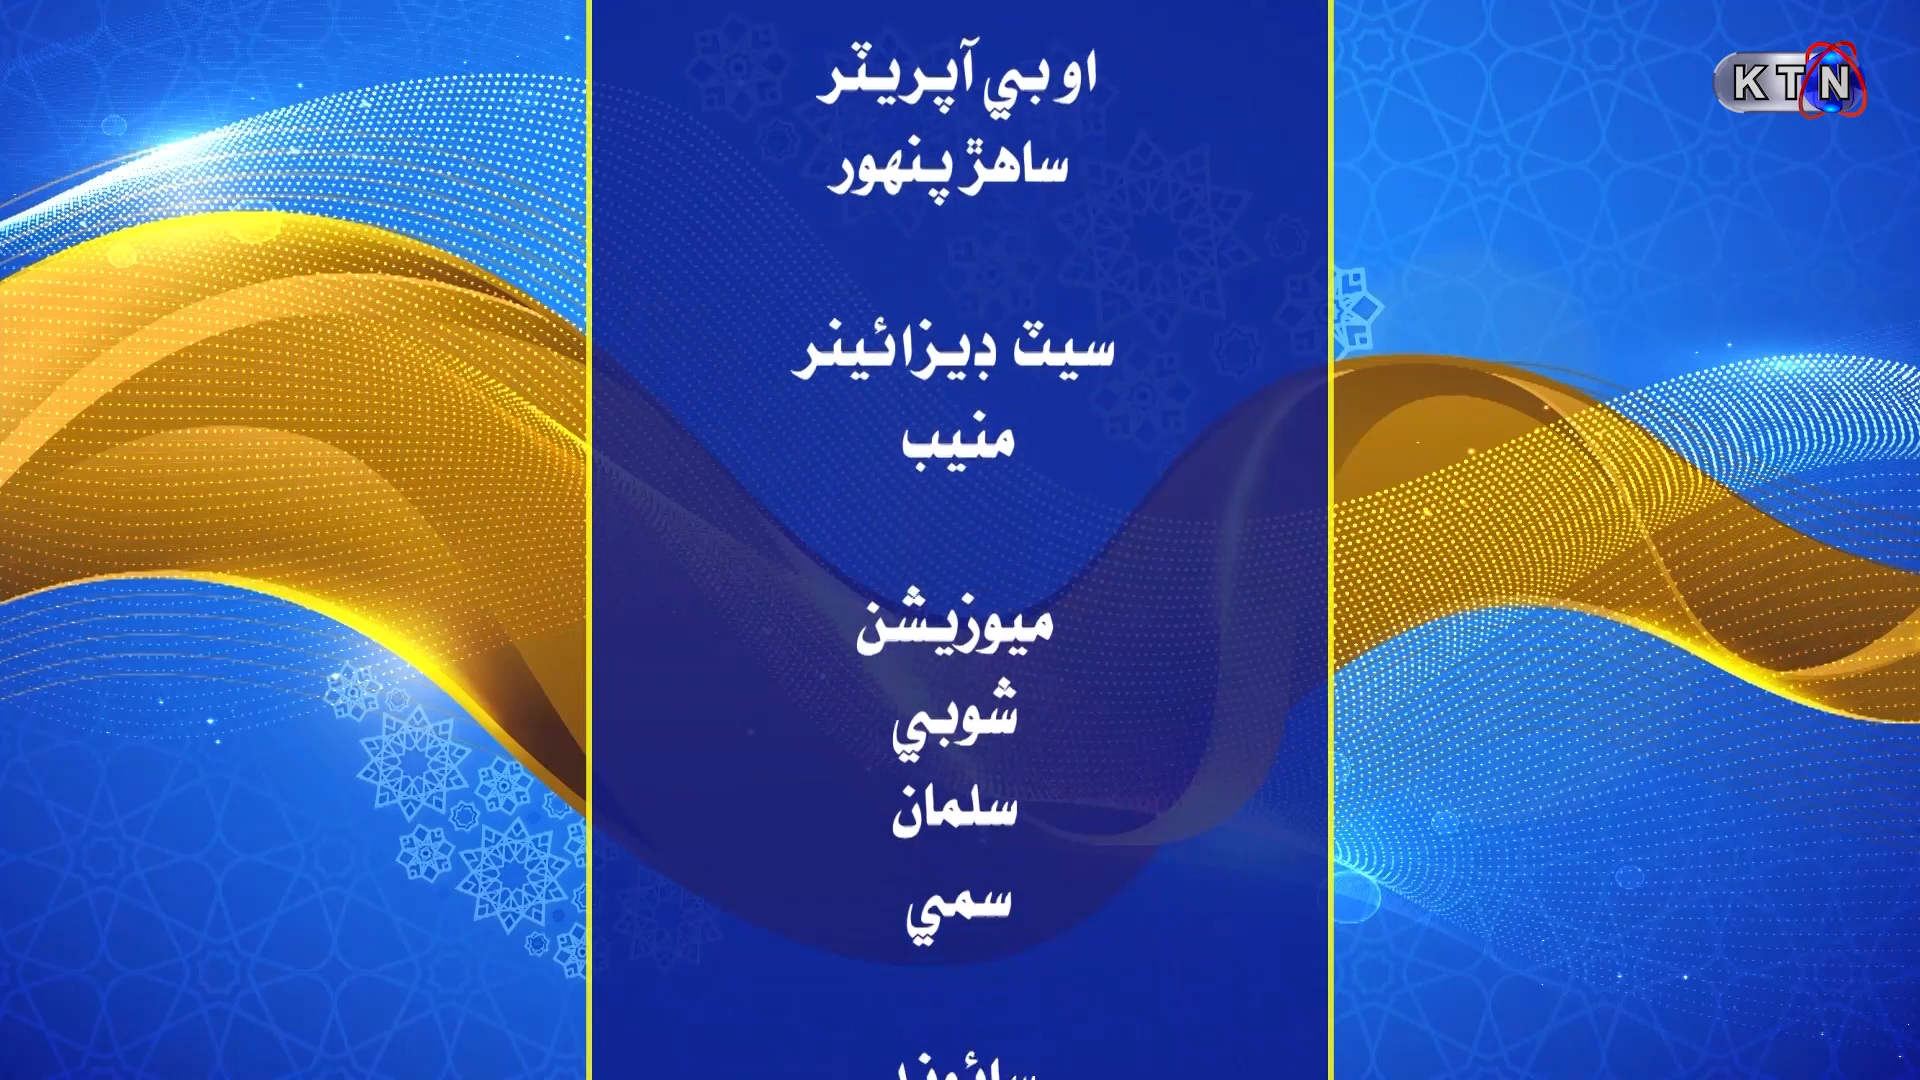 KTN
او بي آپريٽر
ساهڙ پنهور
سيٽ ڊيزائينر
منيب
ميوزيشن
شوبي
سلمان
سمي